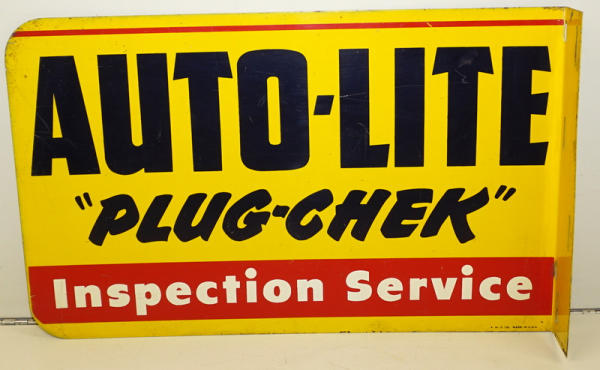 AUTO-LITE
"PLUG-CHEK"
Inspection Service